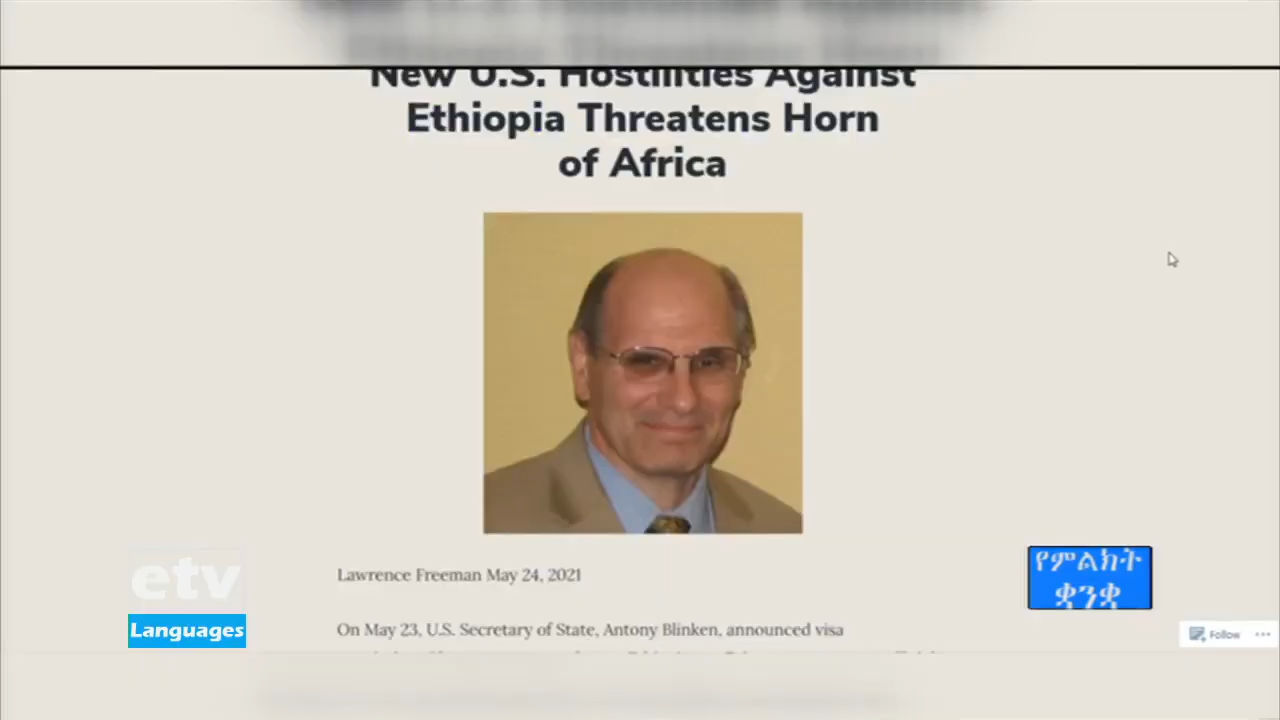 New U.S. Hostilities Against
Ethiopia Threatens Horn
of Africa
Lawrence Freeman May 24, 2021
On May 23, U.S. Secretary of State, Antony Blinken, announced visa
etv
Languages
የምልክት
ቋንቋ
Follow